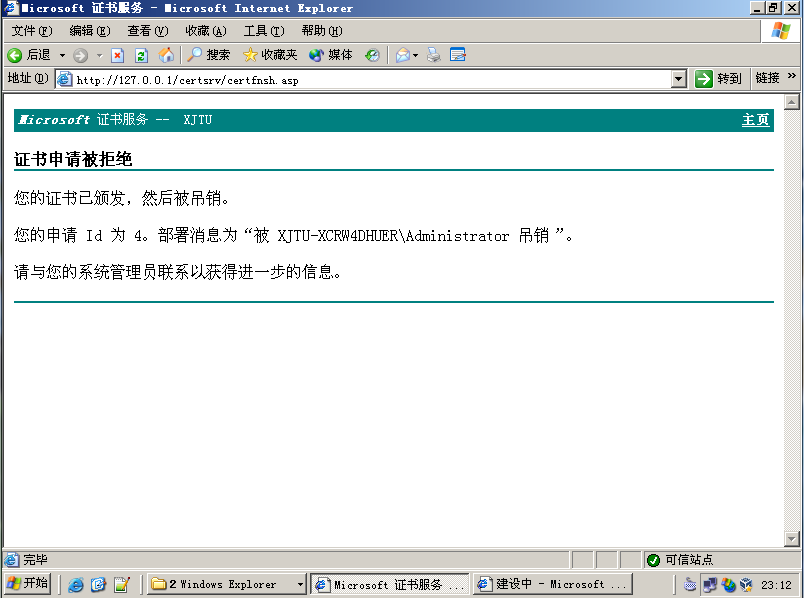 Microsoft 证书服务 - Microsoft Internet Explorer
文件(F) 编辑(E) 查看(V) 收藏(A) 工具(T) 帮助(H)
后退 搜索 收藏夹 媒体
地址(D) http://127.0.0.1/certsrv/certfnsh.asp 转到 链接 »
Microsoft 证书服务 -- XJTU 主页
证书申请被拒绝
您的证书已颁发，然后被吊销。
您的申请 Id 为 4。部署消息为“被 XJTU-XCRW4DHUER\Administrator 吊销 ”。
请与您的系统管理员联系以获得进一步的信息。
完毕 可信站点
开始 2 Windows Explorer Microsoft 证书服务 ... 建设中 - Microsoft ... 23:12